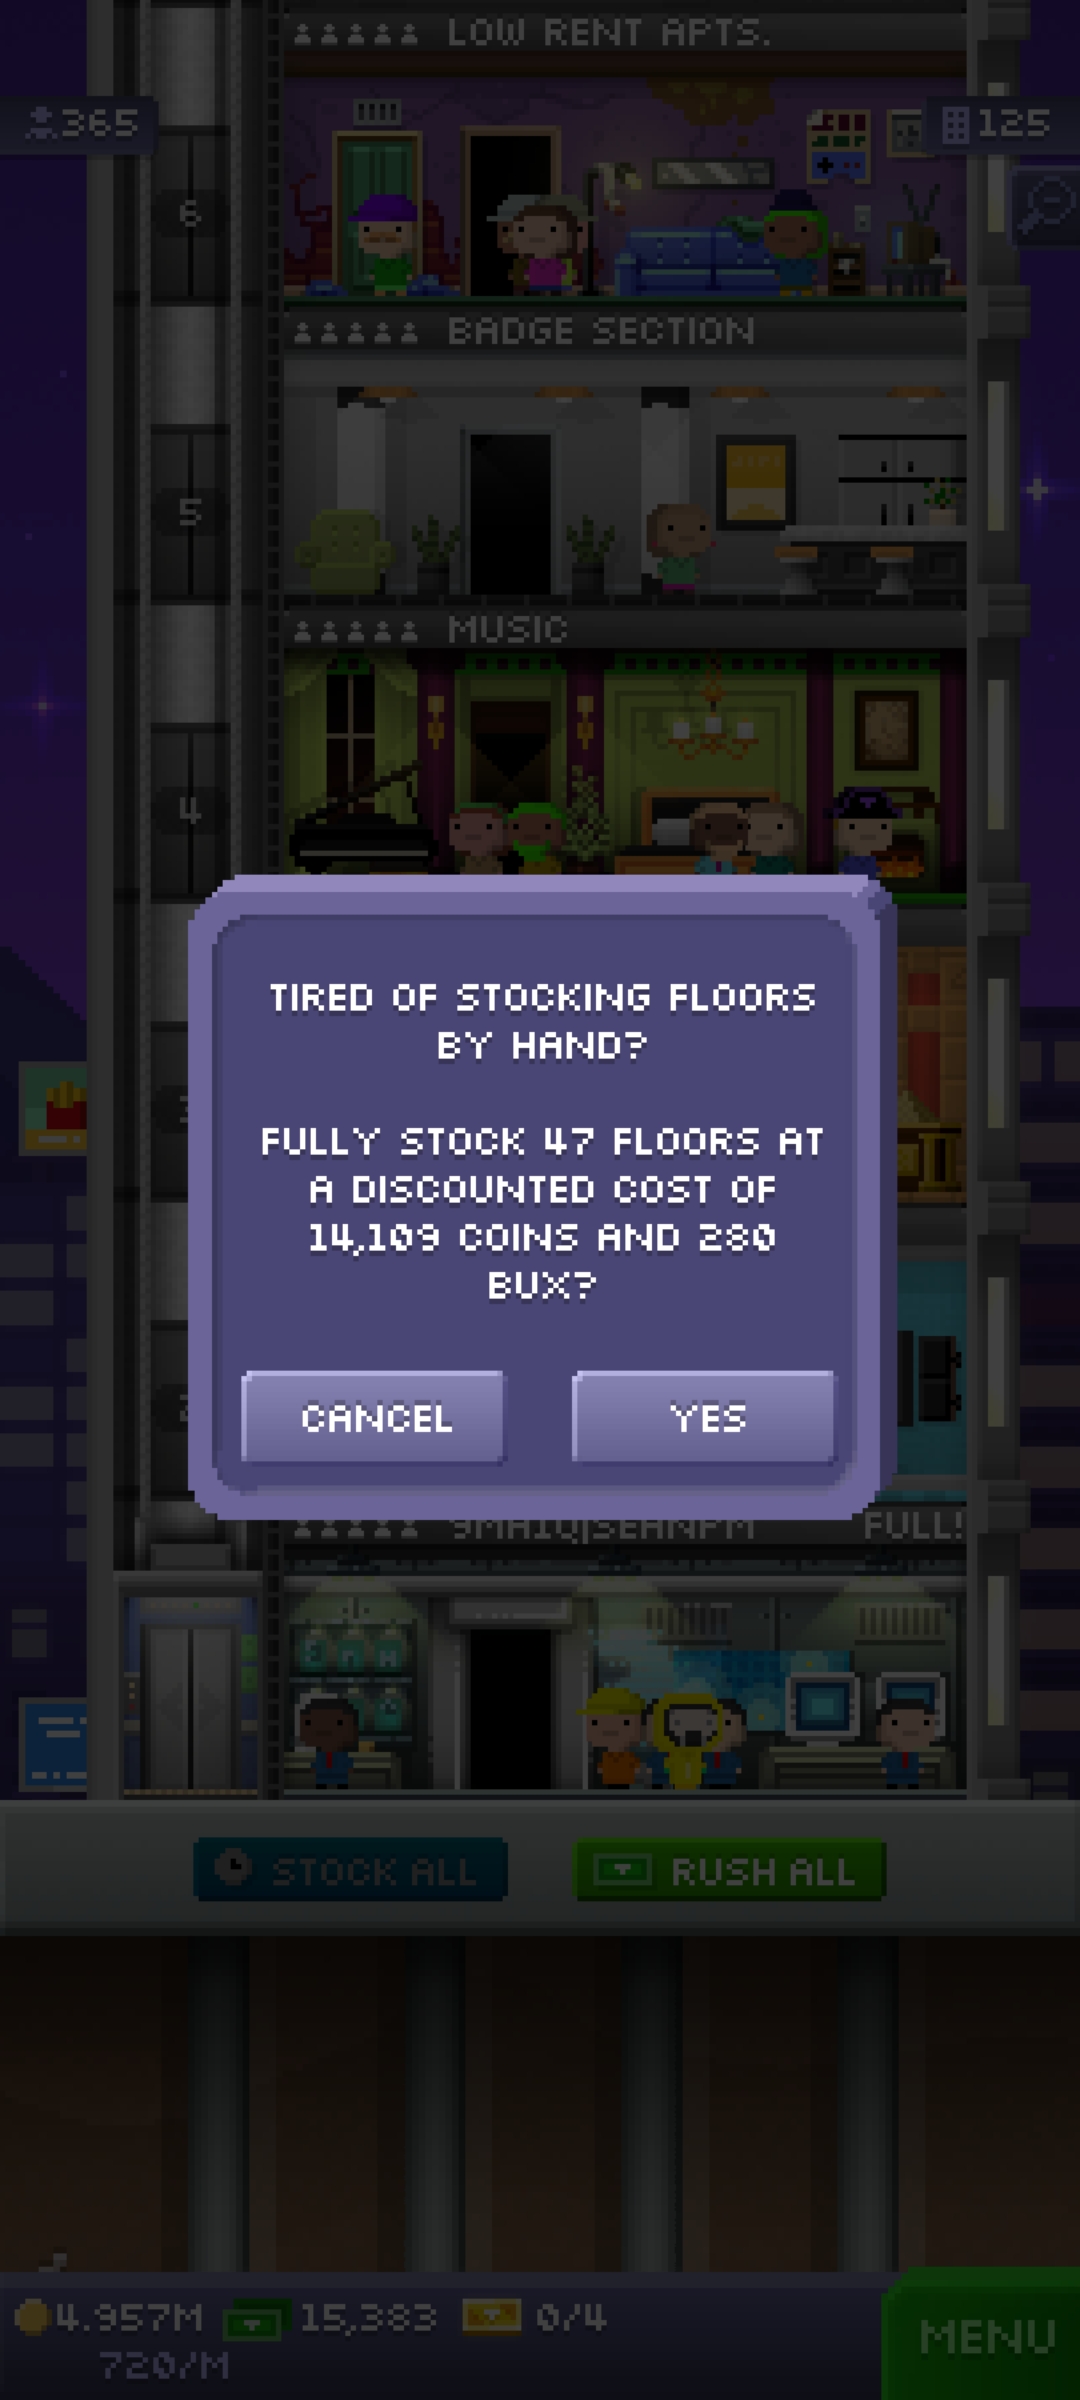 LOW RENT APTS.
365
125
6
BADGE SECTION
5
MUSIC
4
TIRED OF STOCKING FLOORS
BY HAND?
FULLY STOCK 47 FLOORS AT
A DISCOUNTED COST OF
14,109 COINS AND 280
BUX?
CANCEL
YES
FULL!
STOCK ALL
RUSH ALL
4.957M
15,383
0/4
720/M
MENU